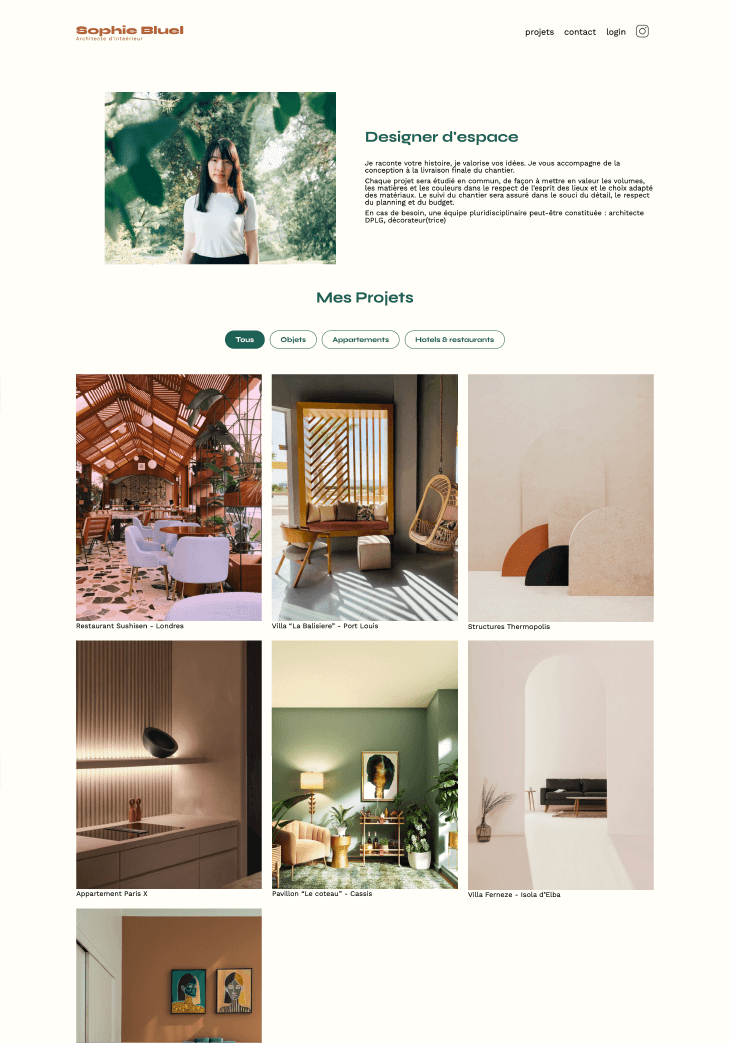 Sophie Bluel
Architecte d'intéérieur
projets contact login
Designer d'espace
Je raconte votre histoire, je valorise vos idées. Je vous accompagne de la
conception à la livraison finale du chantier.
Chaque projet sera étudié en commun, de façon à mettre en valeur les volumes,
les matières et les couleurs dans le respect de l'esprit des lieux et le choix adapté
des matériaux. Le suivi du chantier sera assuré dans le souci du détail, le respect
du planning et du budget.
En cas de besoin, une équipe pluridisciplinaire peut-être constituée : architecte
DPLG, décorateur(trice)
Mes Projets
Tous
Objets
Appartements
Hotels & restaurants
Restaurant Sushisen - Londres
Villa “La Balisiere” - Port Louis
Structures Thermopolis
Appartement Paris X
Pavillon “Le coteau” - Cassis
Villa Ferneze - Isola d’Elba